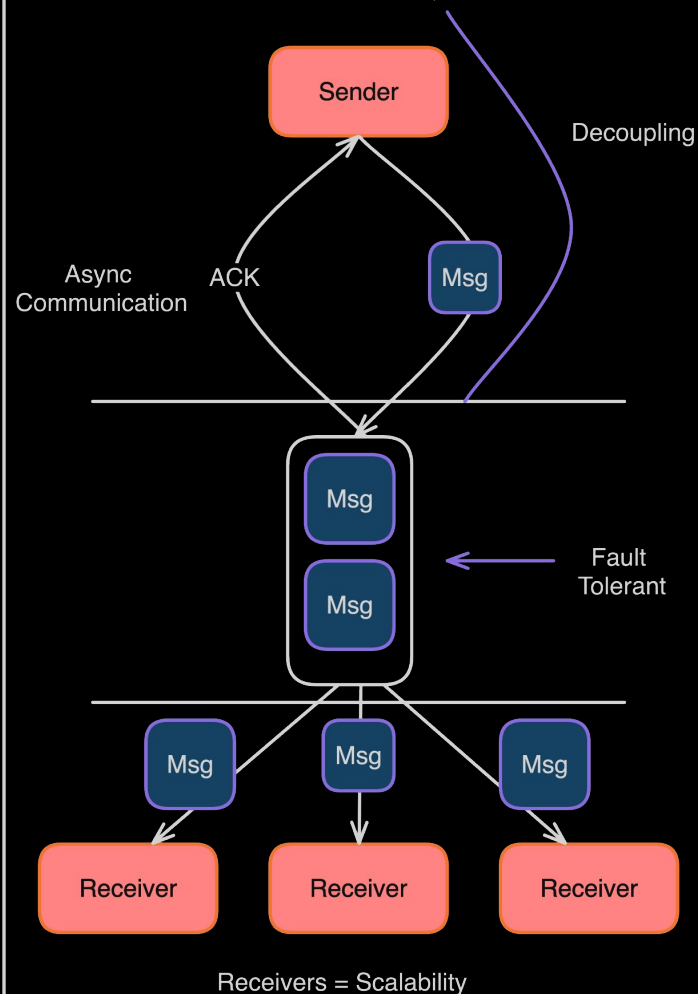 Sender
Decoupling
Async
Communication
ACK
Msg
Msg
Msg
Fault
Tolerant
Msg
Msg
Msg
Receiver
Receiver
Receiver
Receivers = Scalability